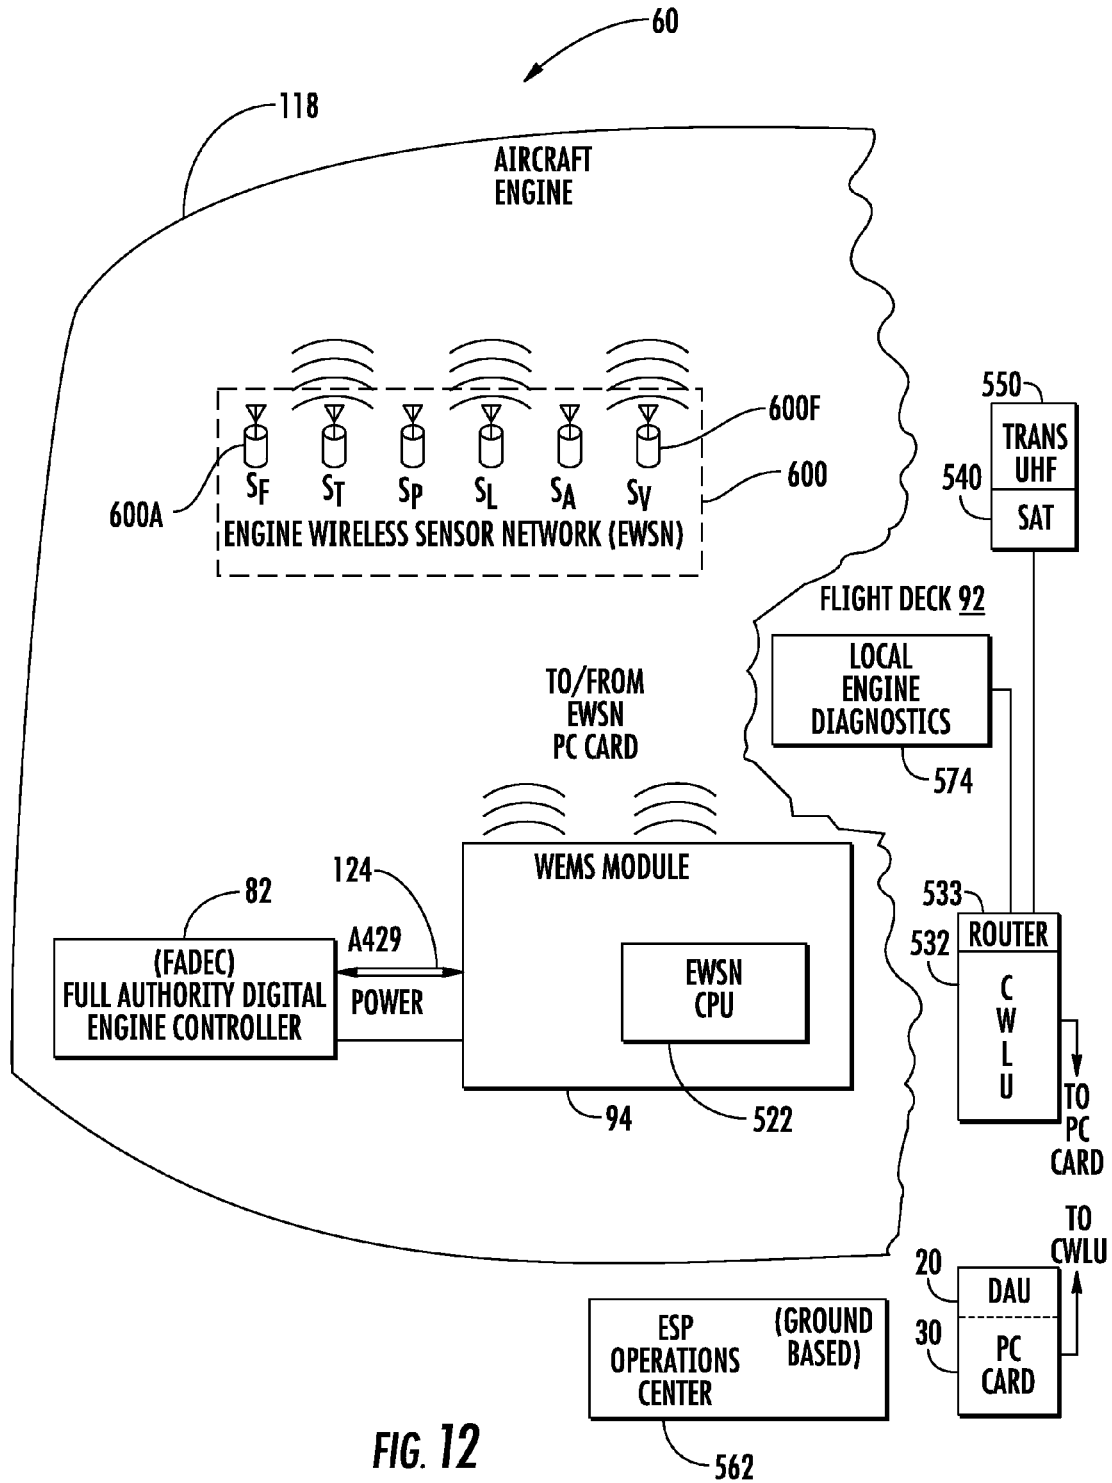 60
118
AIRCRAFT
ENGINE
600F
550
TRANS
UHF
600
540
SAT
600A
SF
ST
SP
SL
SA
SV
ENGINE WIRELESS SENSOR NETWORK (EWSN)
FLIGHT DECK 92
LOCAL
ENGINE
DIAGNOSTICS
574
TO/FROM
EWSN
PC CARD
WEMS MODULE
124
82
533
ROUTER
532
A429
(FADEC)
FULL AUTHORITY DIGITAL
ENGINE CONTROLLER
POWER
EWSN
CPU
C
W
L
U
94
522
TO
PC
CARD
TO
CWLU
20
DAU
30
PC
CARD
ESP
OPERATIONS
CENTER
(GROUND
BASED)
562
FIG. 12